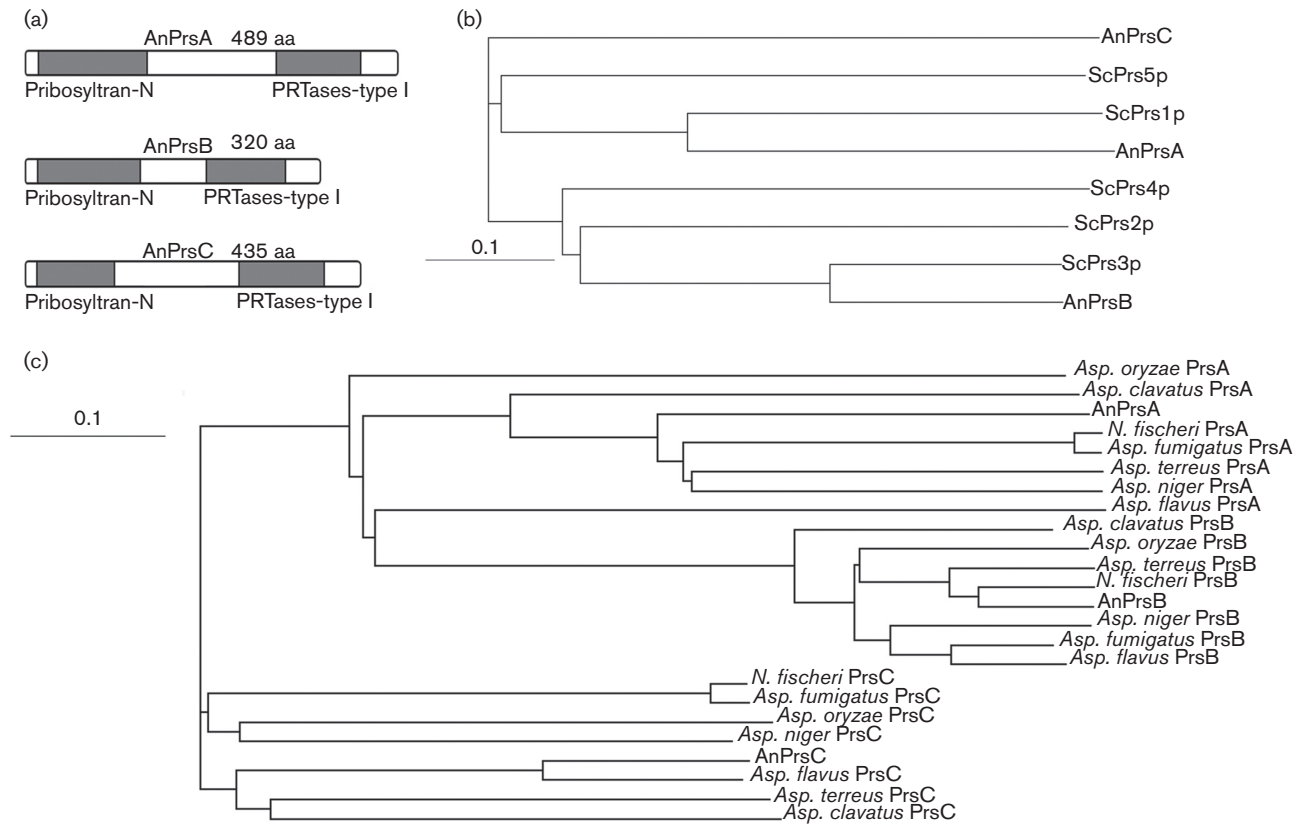 (a)
AnPrsA 489 aa
Pribosyltran-N PRTases-type I
AnPrsB 320 aa
Pribosyltran-N PRTases-type I
AnPrsC 435 aa
Pribosyltran-N PRTases-type I
(b)
AnPrsC
ScPrs5p
ScPrs1p
AnPrsA
ScPrs4p
ScPrs2p
ScPrs3p
AnPrsB
0.1
(c)
0.1
Asp. oryzae PrsA
Asp. clavatus PrsA
AnPrsA
N. fischeri PrsA
Asp. fumigatus PrsA
Asp. terreus PrsA
Asp. niger PrsA
Asp. flavus PrsA
Asp. clavatus PrsB
Asp. oryzae PrsB
Asp. terreus PrsB
N. fischeri PrsB
AnPrsB
Asp. niger PrsB
Asp. fumigatus PrsB
Asp. flavus PrsB
N. fischeri PrsC
Asp. fumigatus PrsC
Asp. oryzae PrsC
Asp. niger PrsC
AnPrsC
Asp. flavus PrsC
Asp. terreus PrsC
Asp. clavatus PrsC